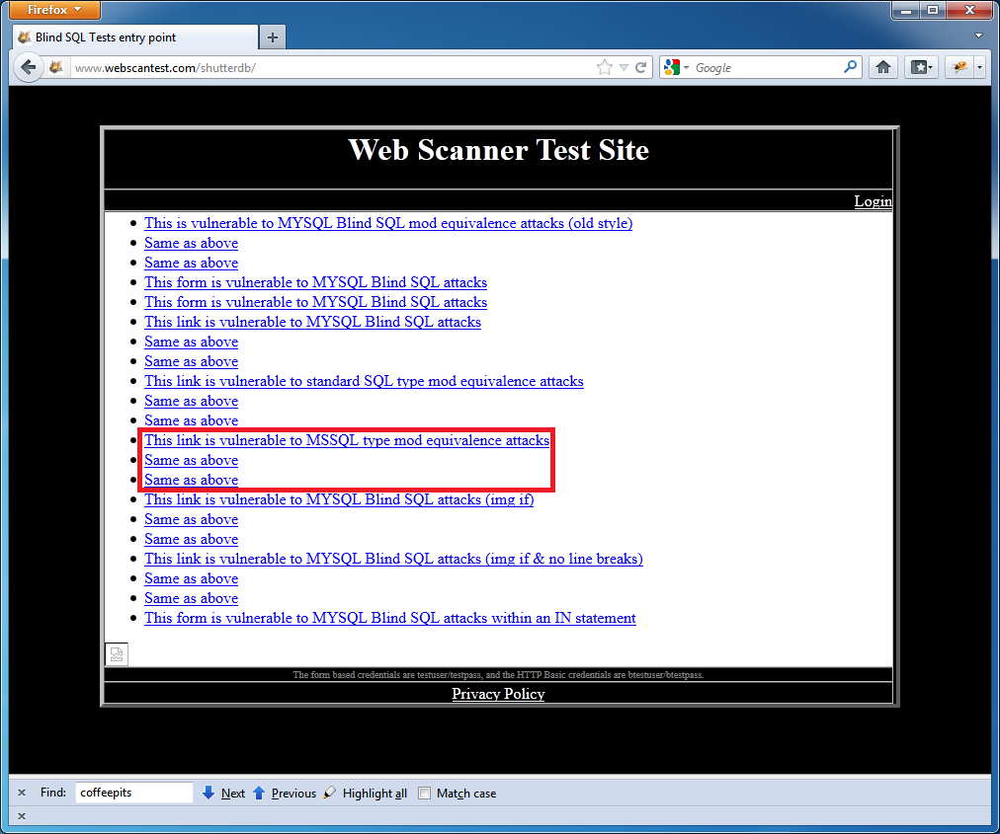 Firefox
Blind SQL Tests entry point
www.webscantest.com/shutterdb/
Google
Web Scanner Test Site
Login
This is vulnerable to MYSQL Blind SQL mod equivalence attacks (old style)
Same as above
Same as above
This form is vulnerable to MYSQL Blind SQL attacks
This form is vulnerable to MYSQL Blind SQL attacks
This link is vulnerable to MYSQL Blind SQL attacks
Same as above
Same as above
This link is vulnerable to standard SQL type mod equivalence attacks
Same as above
Same as above
This link is vulnerable to MSSQL type mod equivalence attacks
Same as above
Same as above
This link is vulnerable to MYSQL Blind SQL attacks (img if)
Same as above
Same as above
This link is vulnerable to MYSQL Blind SQL attacks (img if & no line breaks)
Same as above
Same as above
This form is vulnerable to MYSQL Blind SQL attacks within an IN statement
The form based credentials are testuser/testpass, and the HTTP Basic credentials are btestuser/btestpass.
Privacy Policy
Find: coffeepits Next Previous Highlight all Match case